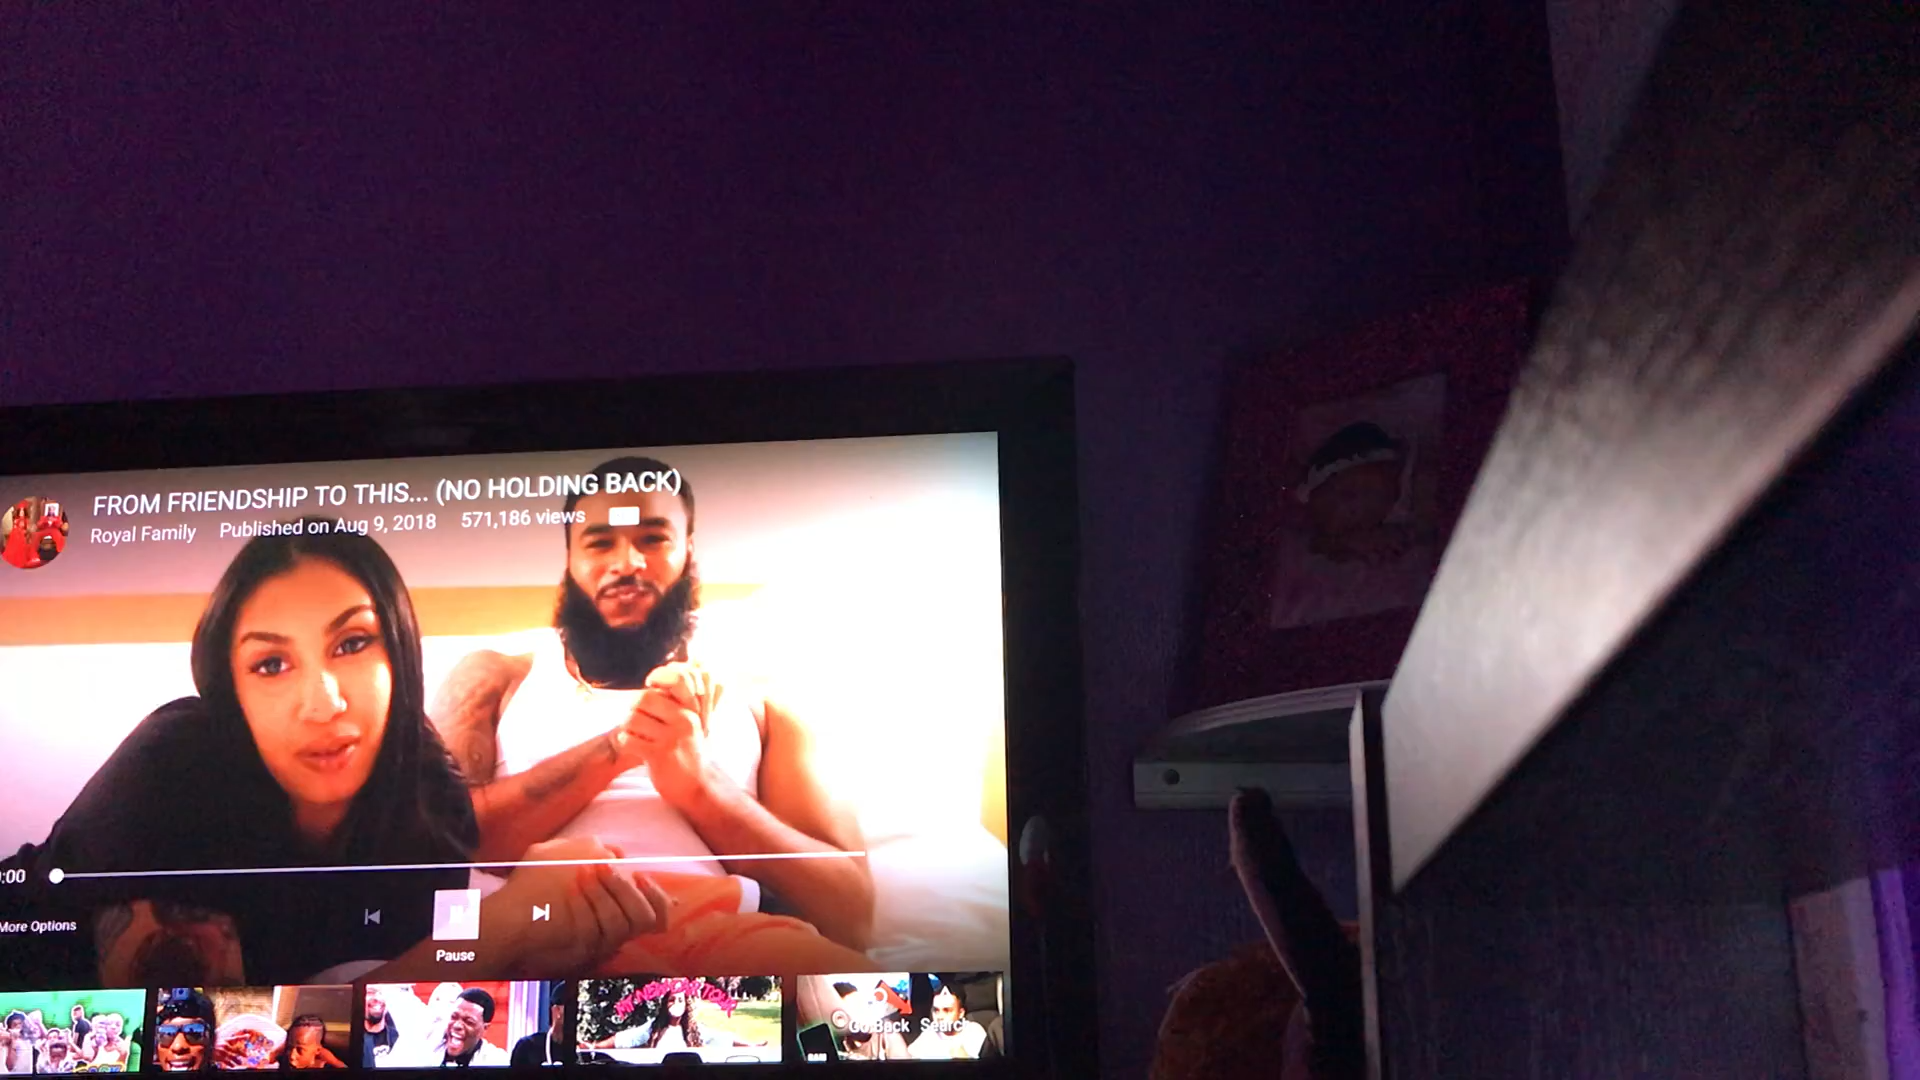 FROM FRIENDSHIP TO THIS... (NO HOLDING BACK)
Royal Family Published on Aug 9, 2018 571,186 views
:00
More Options
Pause
Go Back Search